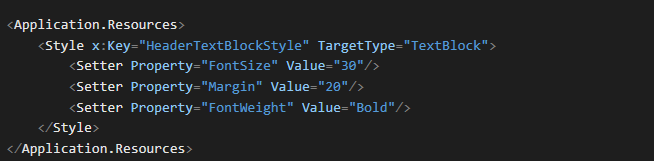 <Application.Resources>
    <Style x:Key="HeaderTextBlockStyle" TargetType="TextBlock">
        <Setter Property="FontSize" Value="30"/>
        <Setter Property="Margin" Value="20"/>
        <Setter Property="FontWeight" Value="Bold"/>
    </Style>
</Application.Resources>